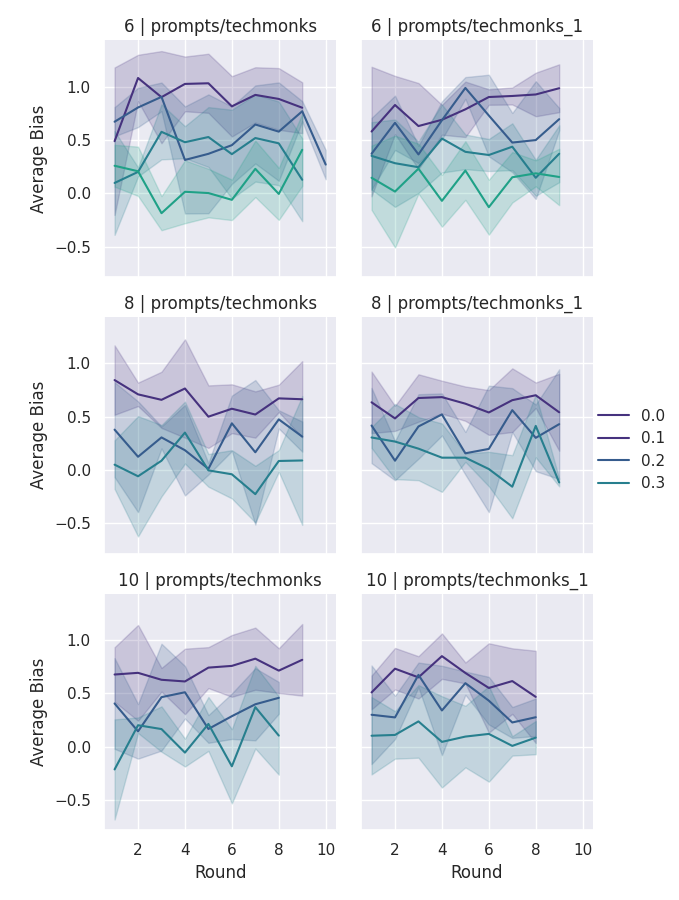 6 | prompts/techmonks
6 | prompts/techmonks_1
1.0
0.5
0.0
−0.5
Average Bias
8 | prompts/techmonks
8 | prompts/techmonks_1
1.0
0.5
0.0
−0.5
Average Bias
0.0
0.1
0.2
0.3
10 | prompts/techmonks
10 | prompts/techmonks_1
1.0
0.5
0.0
−0.5
Average Bias
2 4 6 8 10
2 4 6 8 10
Round
Round